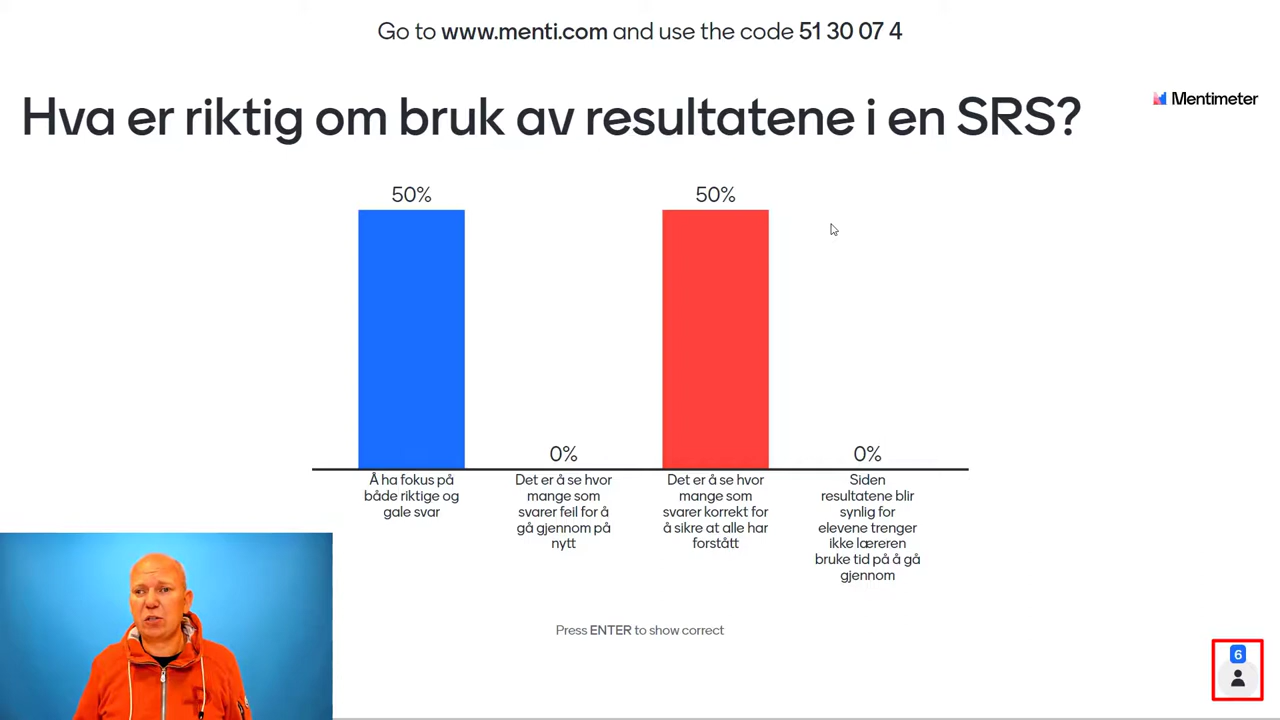 Go to www.menti.com and use the code 51 30 07 4
Hva er riktig om bruk av resultatene i en SRS?
Mentimeter
50%
0%
50%
0%
Å ha fokus på
både riktige og
gale svar
Det er å se hvor
mange som
svarer feil for å
gå gjennom på
nytt
Det er å se hvor
mange som
svarer korrekt for
å sikre at alle har
forstått
Siden
resultatene blir
synlig for
elevene trenger
ikke læreren
bruke tid på å gå
gjennom
Press ENTER to show correct
6